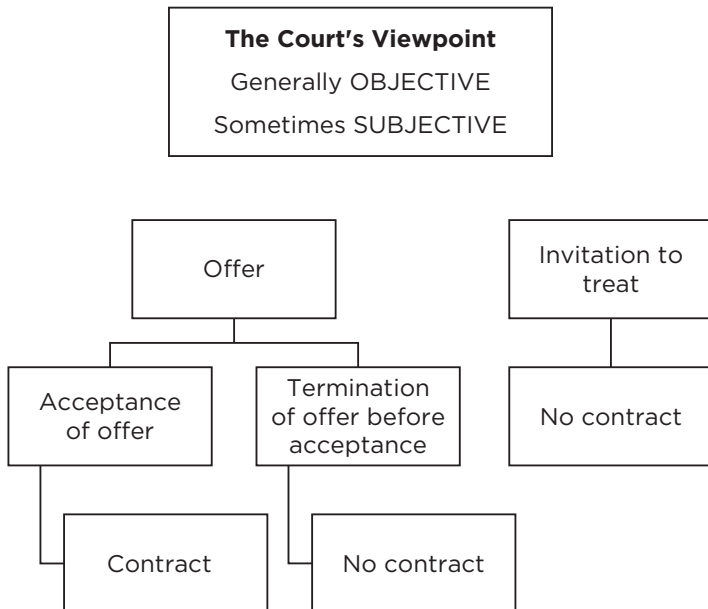 The Court's Viewpoint
Generally OBJECTIVE
Sometimes SUBJECTIVE
Offer
Invitation to
treat
Acceptance
of offer
Termination
of offer before
acceptance
No contract
Contract
No contract